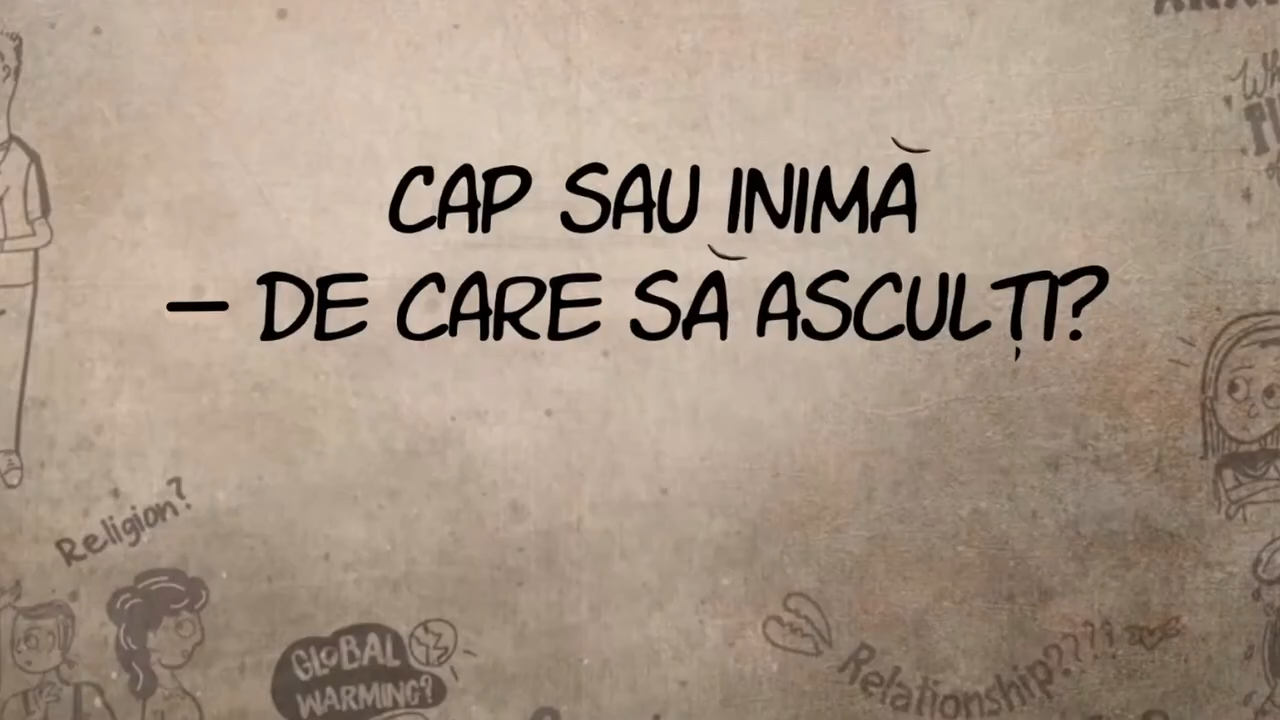 CAP SAU INIMĂ
– DE CARE SĂ ASCULȚI?
Religion?
GLOBAL
WARMING?
Relationship????